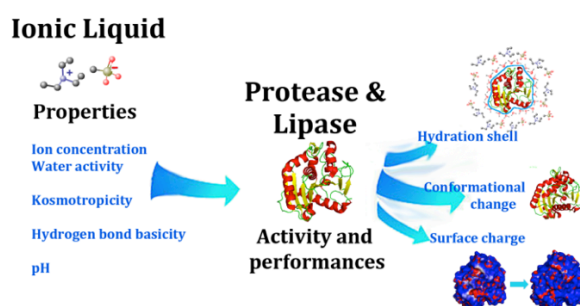 Ionic Liquid
Properties
Ion concentration
Water activity
Kosmotropicity
Hydrogen bond basicity
pH
Protease &
Lipase
Activity and
performances
Hydration shell
Conformational
change
Surface charge